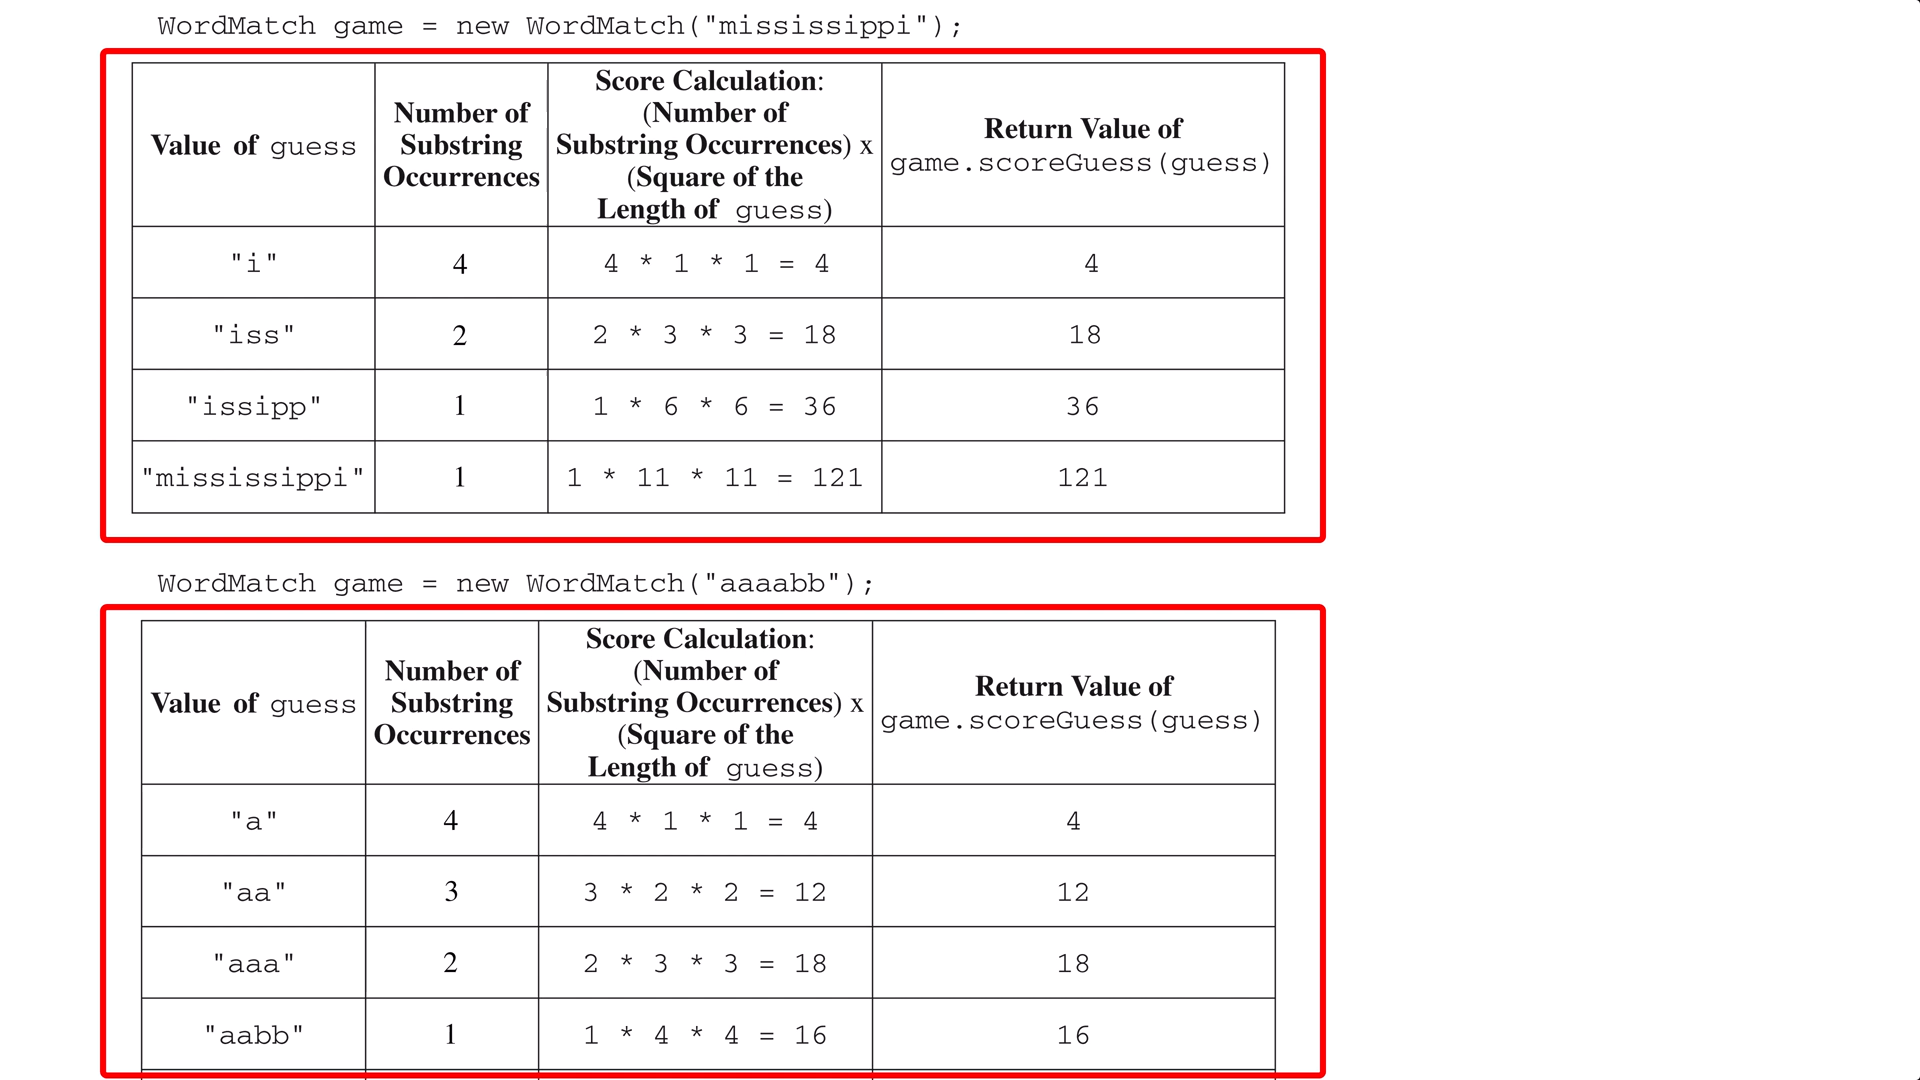 WordMatch game = new WordMatch("mississippi");
Value of guess
Number of
Substring
Occurrences
Score Calculation:
(Number of
Substring Occurrences) x
(Square of the
Length of guess)
Return Value of
game.scoreGuess(guess)
"i" 4 4 * 1 * 1 = 4 4
"iss" 2 2 * 3 * 3 = 18 18
"issipp" 1 1 * 6 * 6 = 36 36
"mississippi" 1 1 * 11 * 11 = 121 121
WordMatch game = new WordMatch("aaaabb");
Value of guess
Number of
Substring
Occurrences
Score Calculation:
(Number of
Substring Occurrences) x
(Square of the
Length of guess)
Return Value of
game.scoreGuess(guess)
"a" 4 4 * 1 * 1 = 4 4
"aa" 3 3 * 2 * 2 = 12 12
"aaa" 2 2 * 3 * 3 = 18 18
"aabb" 1 1 * 4 * 4 = 16 16